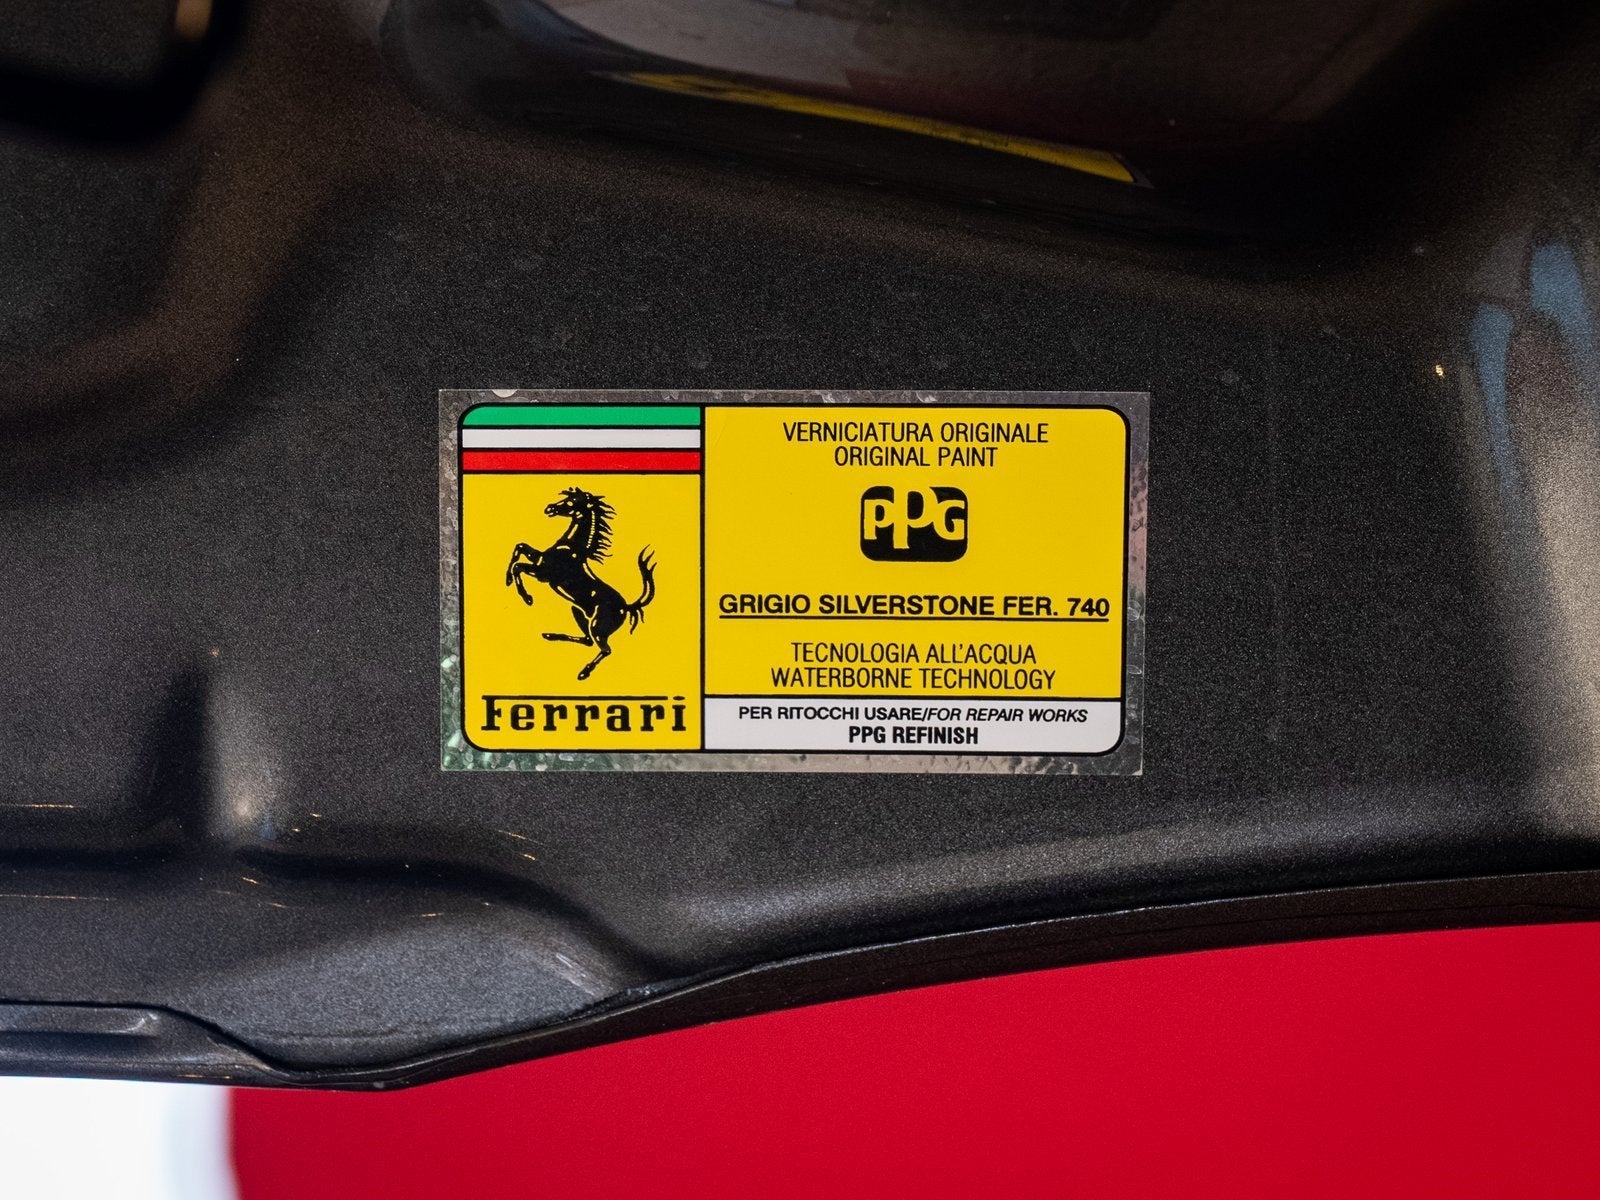 Ferrari
VERNICIATURA ORIGINALE
ORIGINAL PAINT
PPG
GRIGIO SILVERSTONE FER. 740
TECNOLOGIA ALL'ACQUA
WATERBORNE TECHNOLOGY
PER RITOCCHI USARE/FOR REPAIR WORKS
PPG REFINISH